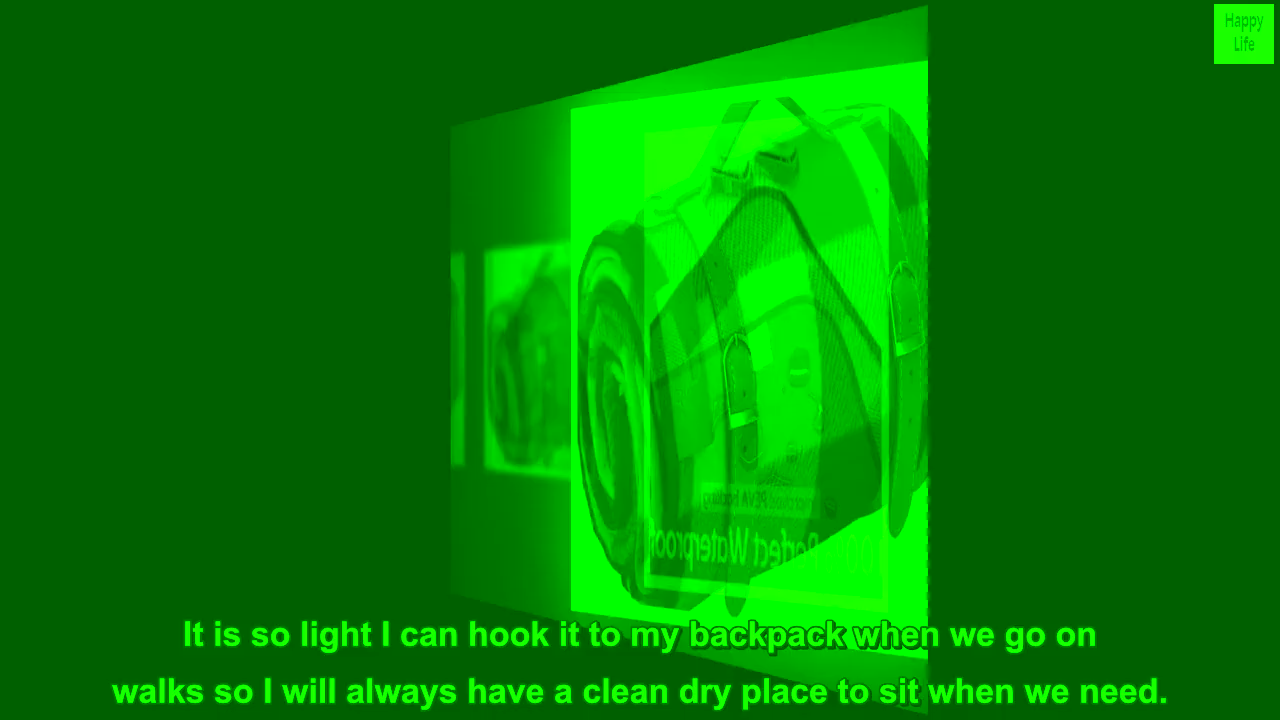 Happy
Life
100% Perfect Waterproof
It is so light I can hook it to my backpack when we go on
walks so I will always have a clean dry place to sit when we need.